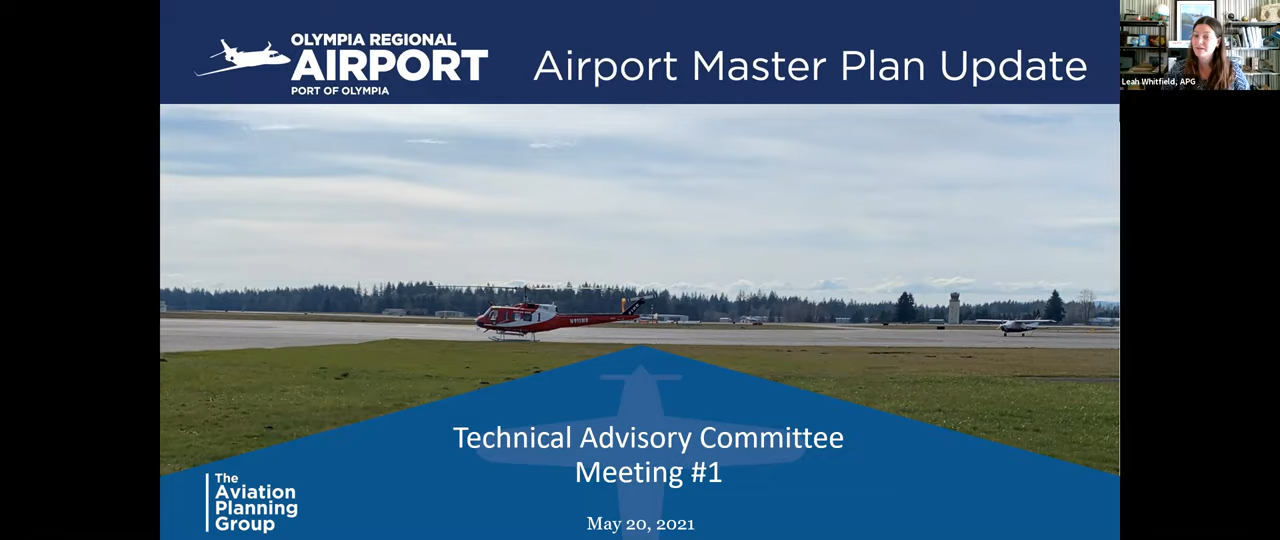 OLYMPIA REGIONAL
AIRPORT
PORT OF OLYMPIA
Airport Master Plan Update
Leah Whitfield, APG
Technical Advisory Committee
Meeting #1
The
Aviation
Planning
Group
May 20, 2021